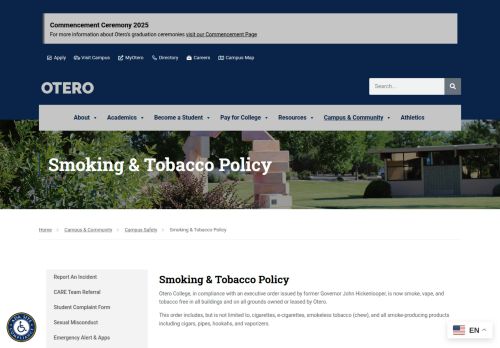 Commencement Ceremony 2025
For more information about Otero's graduation ceremonies visit our Commencement Page
Apply Visit Campus MyOtero Directory Careers Campus Map
OTERO
Search...
About Academics Become a Student Pay for College Resources Campus & Community Athletics
Smoking & Tobacco Policy
Home Campus & Community Campus Safety Smoking & Tobacco Policy
Report An Incident
CARE Team Referral
Student Complaint Form
Sexual Misconduct
Emergency Alert & Apps
Smoking & Tobacco Policy
Otero College, in compliance with an executive order issued by former Governor John Hickenlooper, is now smoke, vape, and
tobacco free in all buildings and on all grounds owned or leased by Otero.
This order includes, but is not limited to, cigarettes, e-cigarettes, smokeless tobacco (chew), and all smoke-producing products
including cigars, pipes, hookahs, and vaporizers.
EN